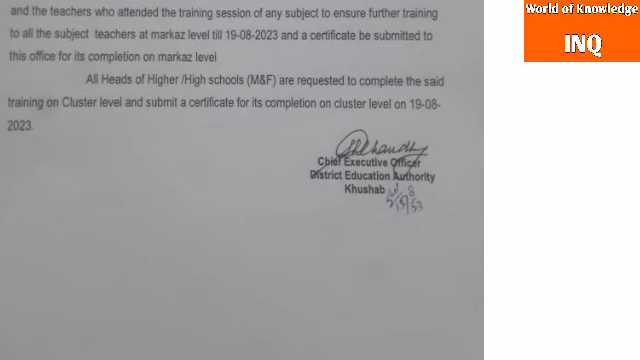 and the teachers who attended the training session of any subject to ensure further training
to all the subject teachers at markaz level till 19-08-2023 and a certificate be submitted to
this office for its completion on markaz level
All Heads of Higher /High schools (M&F) are requested to complete the said
training on Cluster level and submit a certificate for its completion on cluster level on 19-08-
2023.
Chief Executive Officer
District Education Authority
Khushab
World of Knowledge
INQ